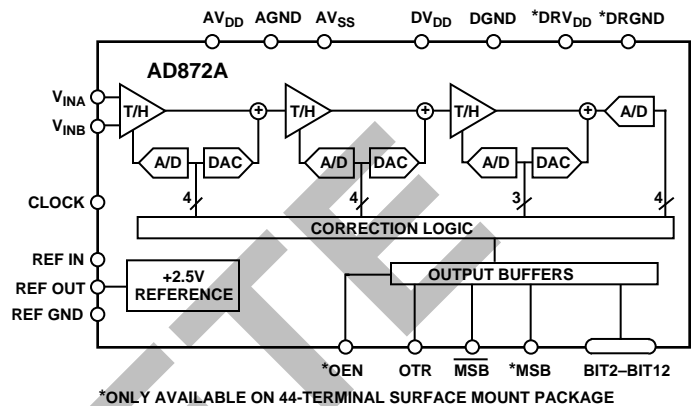 AVDD AGND AVSS DVDD DGND *DRVDD *DRGND
AD872A
VINA
VINB
T/H + T/H + T/H + A/D
A/D DAC A/D DAC A/D DAC
CLOCK
4 4 3 4
CORRECTION LOGIC
REF IN
REF OUT
REF GND
+2.5V
REFERENCE
OUTPUT BUFFERS
*OEN OTR MSB *MSB BIT2–BIT12
*ONLY AVAILABLE ON 44-TERMINAL SURFACE MOUNT PACKAGE